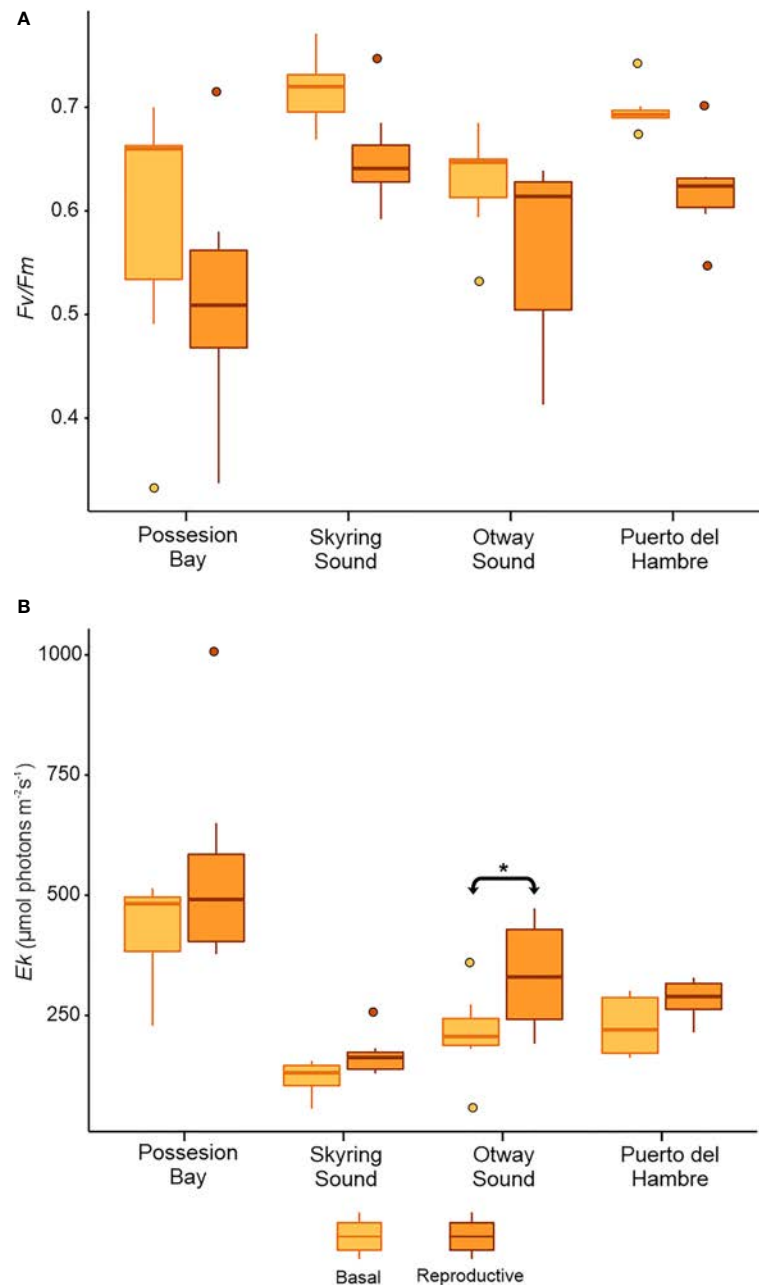 A
Fv/Fm
0.7
0.6
0.5
0.4
Possesion
Bay
Skyring
Sound
Otway
Sound
Puerto del
Hambre
B
Ek (µmol photons m⁻²s⁻¹)
1000
750
500
250
*
Possesion
Bay
Skyring
Sound
Otway
Sound
Puerto del
Hambre
Basal
Reproductive